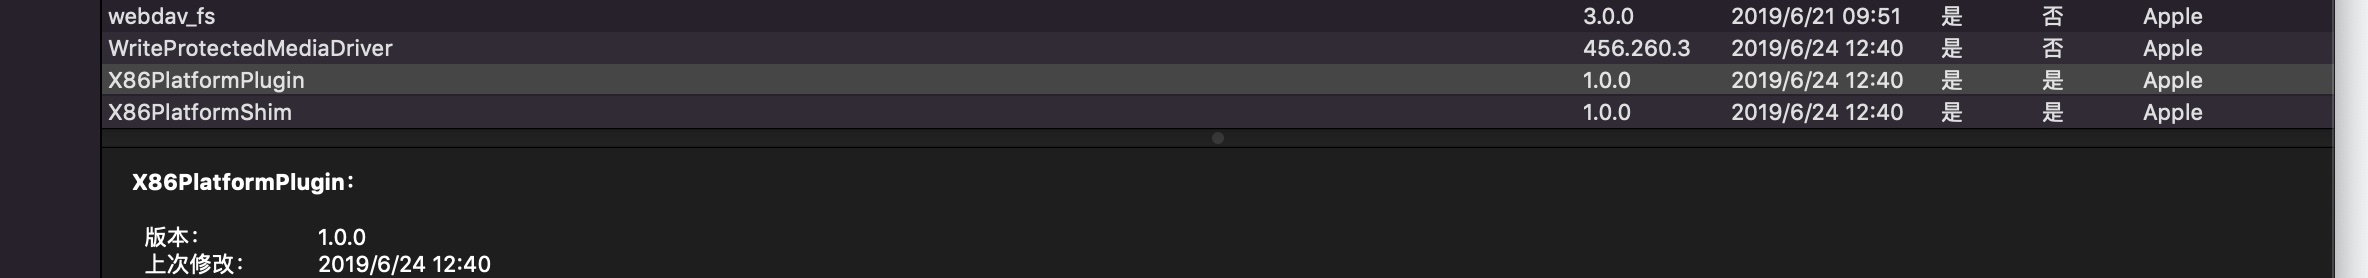 webdav_fs 3.0.0 2019/6/21 09:51 是 否 Apple
WriteProtectedMediaDriver 456.260.3 2019/6/24 12:40 是 否 Apple
X86PlatformPlugin 1.0.0 2019/6/24 12:40 是 是 Apple
X86PlatformShim 1.0.0 2019/6/24 12:40 是 是 Apple
X86PlatformPlugin：
版本： 1.0.0
上次修改： 2019/6/24 12:40